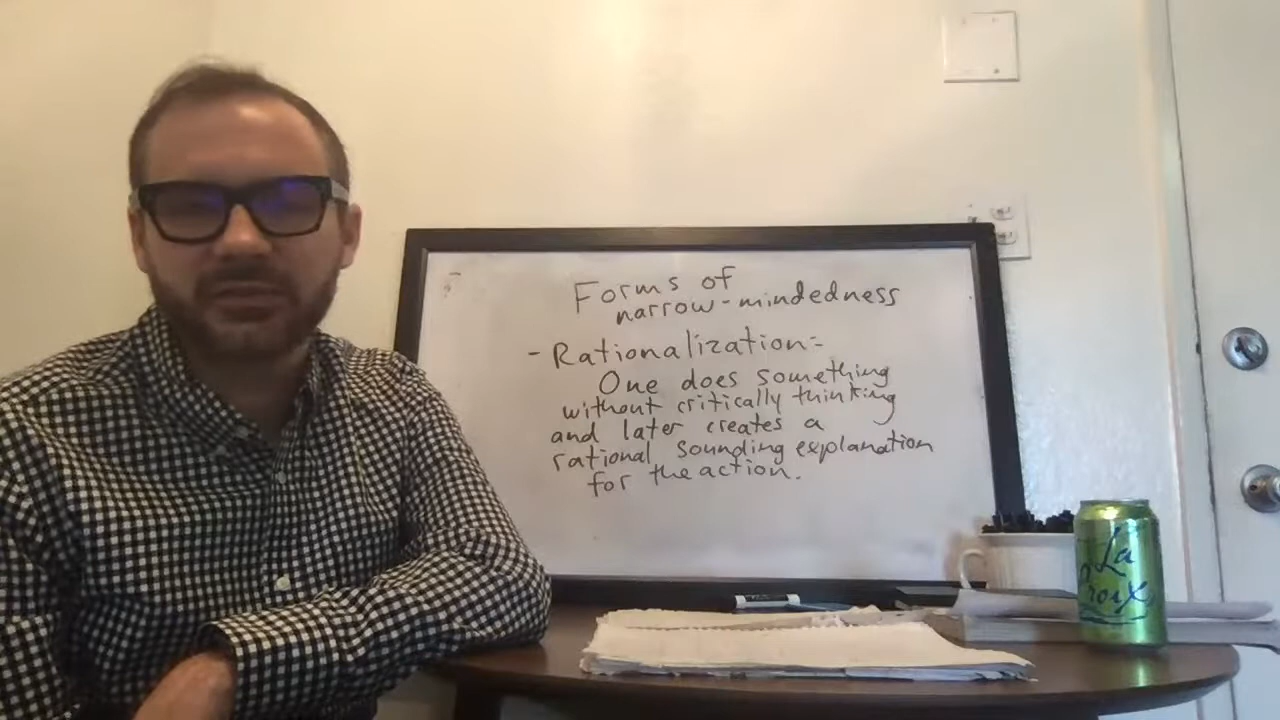 Forms of
narrow-mindedness
- Rationalization-
One does something
without critically thinking
and later creates a
rational sounding explanation
for the action.
La
Croix